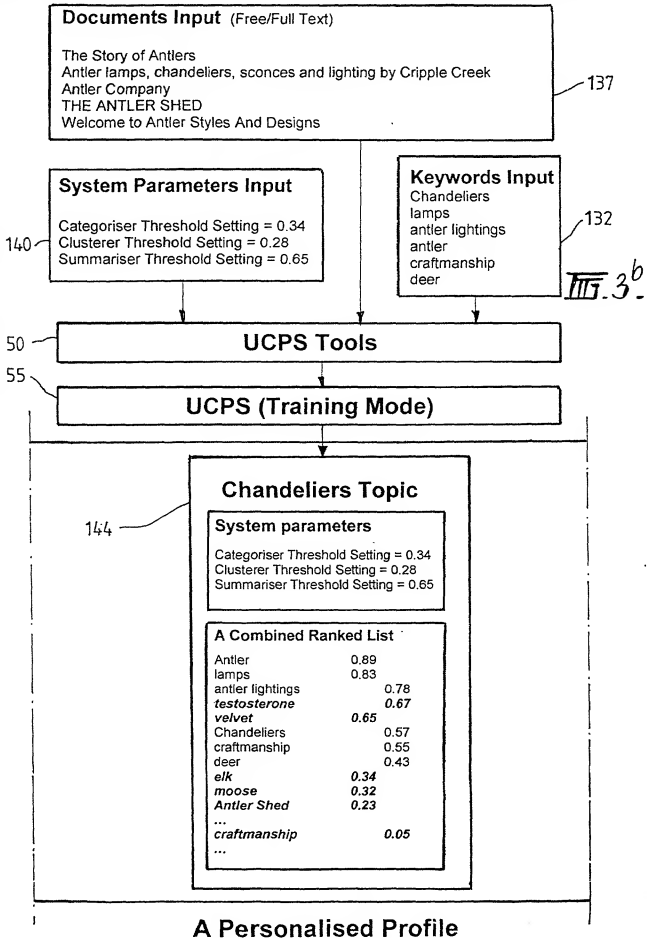 Documents Input (Free/Full Text)
The Story of Antlers
Antler lamps, chandeliers, sconces and lighting by Cripple Creek
Antler Company
THE ANTLER SHED
Welcome to Antler Styles And Designs
137
System Parameters Input
Categoriser Threshold Setting = 0.34
Clusterer Threshold Setting = 0.28
Summariser Threshold Setting = 0.65
140
Keywords Input
Chandeliers
lamps
antler lightings
antler
craftmanship
deer
132
FIG. 3b.
50
UCPS Tools
55
UCPS (Training Mode)
144
Chandeliers Topic
System parameters
Categoriser Threshold Setting = 0.34
Clusterer Threshold Setting = 0.28
Summariser Threshold Setting = 0.65
A Combined Ranked List
Antler 0.89
lamps 0.83
antler lightings 0.78
testosterone 0.67
velvet 0.65
Chandeliers 0.57
craftmanship 0.55
deer 0.43
elk 0.34
moose 0.32
Antler Shed 0.23
...
craftmanship 0.05
...
A Personalised Profile